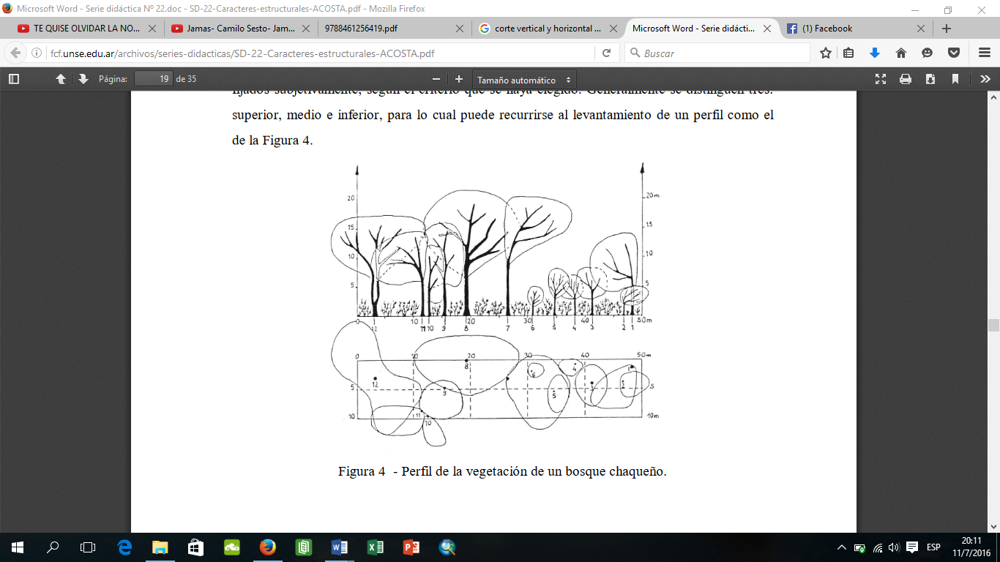 Microsoft Word - Serie didáctica Nº 22.doc - SD-22-Caracteres-estructurales-ACOSTA.pdf - Mozilla Firefox
TE QUISE OLVIDAR LA NO...
Jamas- Camilo Sesto- Jam...
9788461256419.pdf
corte vertical y horizontal ...
Microsoft Word - Serie didácti...
(1) Facebook
fcf.unse.edu.ar/archivos/series-didacticas/SD-22-Caracteres-estructurales-ACOSTA.pdf
Buscar
Página: 19 de 35
Tamaño automático
fijados subjetivamente, según el criterio que se haya elegido. Generalmente se distinguen tres:
superior, medio e inferior, para lo cual puede recurrirse al levantamiento de un perfil como el
de la Figura 4.
20 20m
15 15
10 10
5 5
0 10 20 30 40 50m
12 11 10 9 8 7 6 5 4 3 2 1
0 10 20 30 40 50m
8 6 4 1
12 9 5 3 2
5 5
11 10
10 10m
Figura 4 - Perfil de la vegetación de un bosque chaqueño.
ESP
20:11
11/7/2016